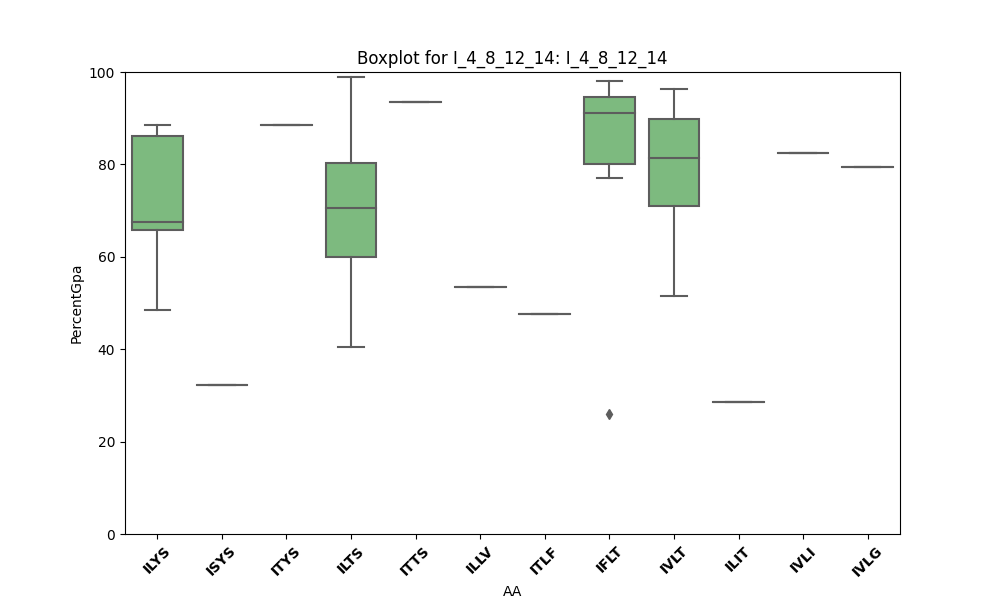 Boxplot for I_4_8_12_14: I_4_8_12_14
100
80
60
40
20
0
PercentGpa
ILYS
ISYS
ITYS
ILTS
ITTS
ILLV
ITLF
IFLT
IVLT
ILIT
IVLI
IVLG
AA